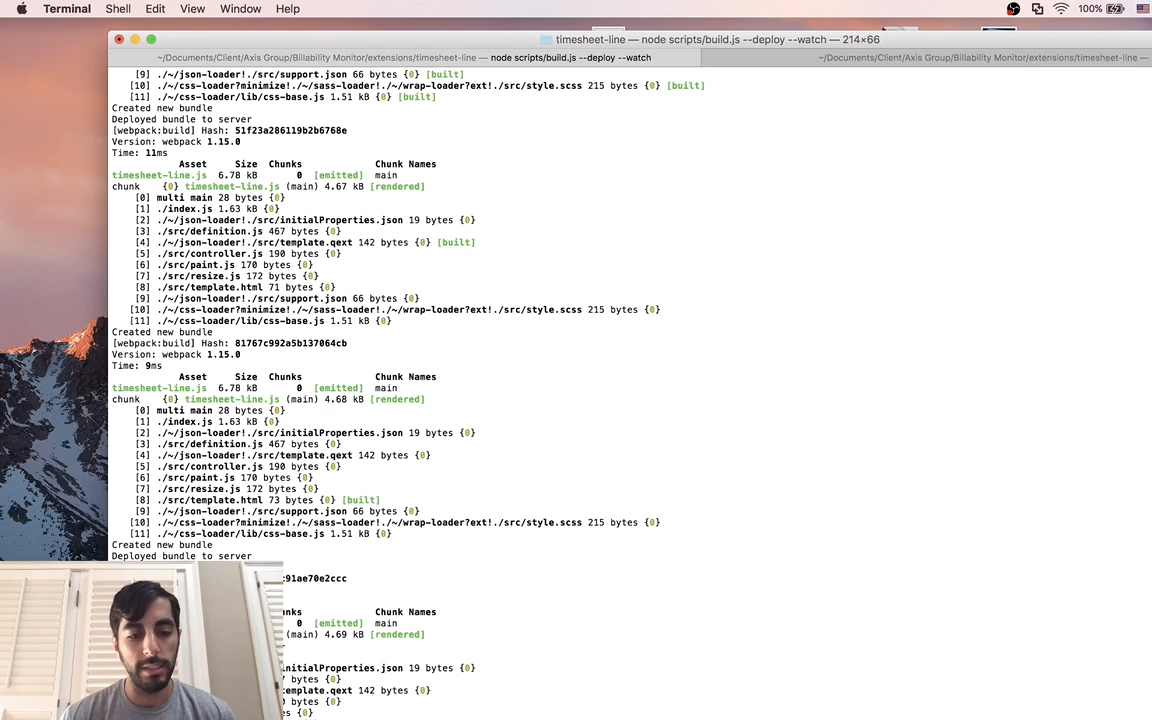 Terminal Shell Edit View Window Help 100%
timesheet-line — node scripts/build.js --deploy --watch — 214×66
~/Documents/Client/Axis Group/Billability Monitor/extensions/timesheet-line — node scripts/build.js --deploy --watch
~/Documents/Client/Axis Group/Billability Monitor/extensions/timesheet-line —
[9] ./~/json-loader!./src/support.json 66 bytes {0} [built]
[10] ./~/css-loader?minimize!./~/sass-loader!./~/wrap-loader?ext!./src/style.scss 215 bytes {0} [built]
[11] ./~/css-loader/lib/css-base.js 1.51 kB {0} [built]
Created new bundle
Deployed bundle to server
[webpack:build] Hash: 51f23a286119b2b6768e
Version: webpack 1.15.0
Time: 11ms
Asset Size Chunks Chunk Names
timesheet-line.js 6.78 kB 0 [emitted] main
chunk {0} timesheet-line.js (main) 4.67 kB [rendered]
[0] multi main 28 bytes {0}
[1] ./index.js 1.63 kB {0}
[2] ./~/json-loader!./src/initialProperties.json 19 bytes {0}
[3] ./src/definition.js 467 bytes {0}
[4] ./~/json-loader!./src/template.qext 142 bytes {0} [built]
[5] ./src/controller.js 190 bytes {0}
[6] ./src/paint.js 170 bytes {0}
[7] ./src/resize.js 172 bytes {0}
[8] ./src/template.html 71 bytes {0}
[9] ./~/json-loader!./src/support.json 66 bytes {0}
[10] ./~/css-loader?minimize!./~/sass-loader!./~/wrap-loader?ext!./src/style.scss 215 bytes {0}
[11] ./~/css-loader/lib/css-base.js 1.51 kB {0}
Created new bundle
[webpack:build] Hash: 81767c992a5b137064cb
Version: webpack 1.15.0
Time: 9ms
Asset Size Chunks Chunk Names
timesheet-line.js 6.78 kB 0 [emitted] main
chunk {0} timesheet-line.js (main) 4.68 kB [rendered]
[0] multi main 28 bytes {0}
[1] ./index.js 1.63 kB {0}
[2] ./~/json-loader!./src/initialProperties.json 19 bytes {0}
[3] ./src/definition.js 467 bytes {0}
[4] ./~/json-loader!./src/template.qext 142 bytes {0}
[5] ./src/controller.js 190 bytes {0}
[6] ./src/paint.js 170 bytes {0}
[7] ./src/resize.js 172 bytes {0}
[8] ./src/template.html 73 bytes {0} [built]
[9] ./~/json-loader!./src/support.json 66 bytes {0}
[10] ./~/css-loader?minimize!./~/sass-loader!./~/wrap-loader?ext!./src/style.scss 215 bytes {0}
[11] ./~/css-loader/lib/css-base.js 1.51 kB {0}
Created new bundle
Deployed bundle to server
:91ae70e2ccc
unks Chunk Names
0 [emitted] main
(main) 4.69 kB [rendered]
initialProperties.json 19 bytes {0}
bytes {0}
template.qext 142 bytes {0}
bytes {0}
es {0}